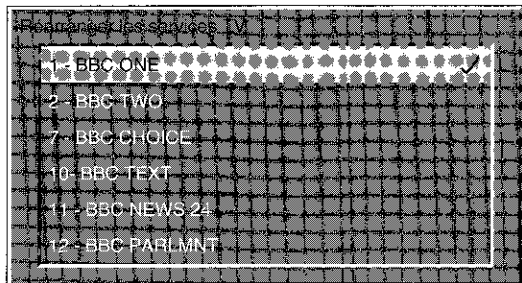 Réarranger les services TV
1 - BBC ONE
2 - BBC TWO
7 - BBC CHOICE
10- BBC TEXT
11 - BBC NEWS 24
12 - BBC PARLMNT